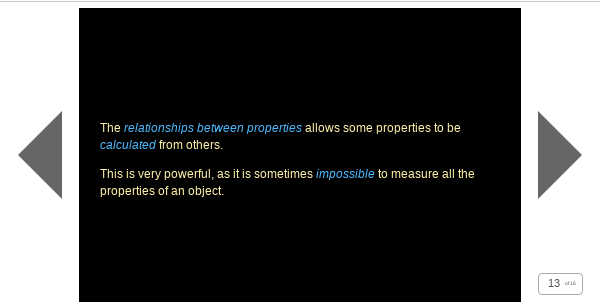 The relationships between properties allows some properties to be
calculated from others.
This is very powerful, as it is sometimes impossible to measure all the
properties of an object.
13 of 16